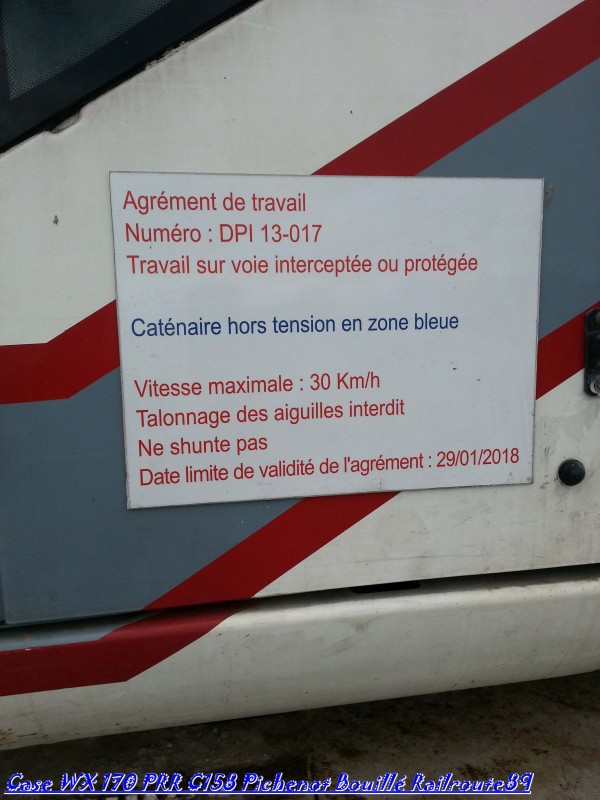 Agrément de travail
Numéro : DPI 13-017
Travail sur voie interceptée ou protégée
Caténaire hors tension en zone bleue
Vitesse maximale : 30 Km/h
Talonnage des aiguilles interdit
Ne shunte pas
Date limite de validité de l'agrément : 29/01/2018
Case WX 170 PRR C158 Pichenot Bouillé Railroute89